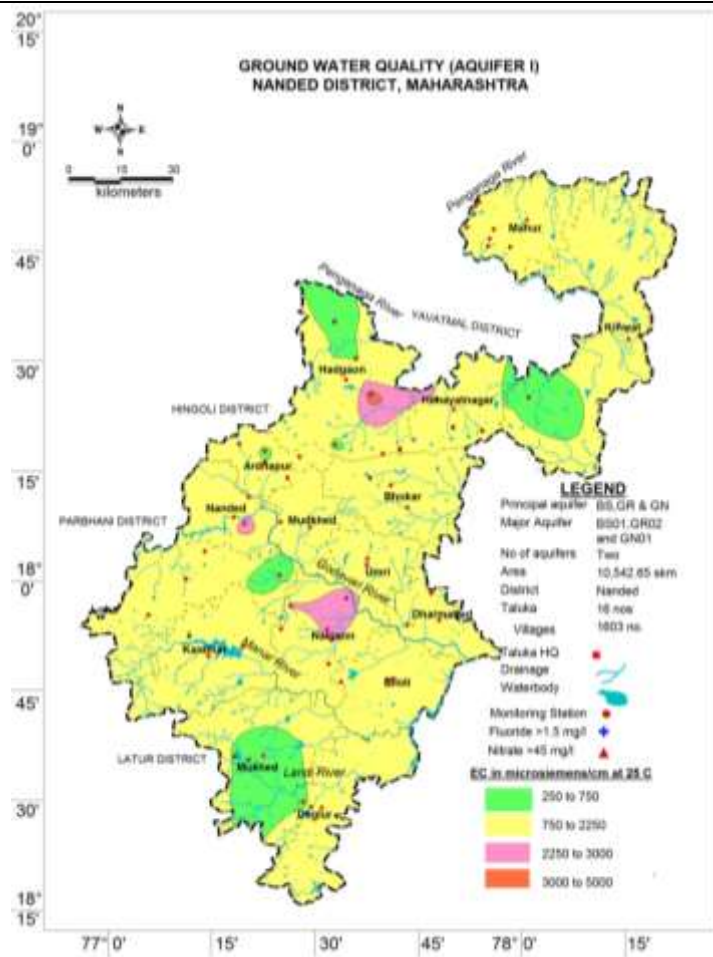 20°
15'
GROUND WATER QUALITY (AQUIFER I)
NANDED DISTRICT, MAHARASHTRA
N
W E
0 15 30
kilometers
19°
0'
Penganaga River
Mahur
45'
Penganaga River
YAVATMAL DISTRICT
Kinwat
30'
Hadgaon
Himayatnagar
HINGOLI DISTRICT
15'
Ardhapur
Bhokar
Nanded
Mudkhed
PARBHANI DISTRICT
18°
0'
Godavari River
Umri
Dharmabad
Naigaon
Kandhar
Manar River
Biloli
45'
LATUR DISTRICT
Mukhed
Lendi River
Deglur
30'
18°
15'
77° 0' 15' 30' 45' 78° 0' 15'
LEGEND
Principal aquifer BS,GR & GN
Major Aquifer BS01,GR02
and GN01
No of aquifers Two
Area 10,542.65 skm
District Nanded
Taluka 16 nos
Villages 1603 no.
Taluka HQ
Drainage
Waterbody
Monitoring Station
Fluoride >1.5 mg/l
Nitrate >45 mg/l
EC in microsiemens/cm at 25 C
250 to 750
750 to 2250
2250 to 3000
3000 to 5000